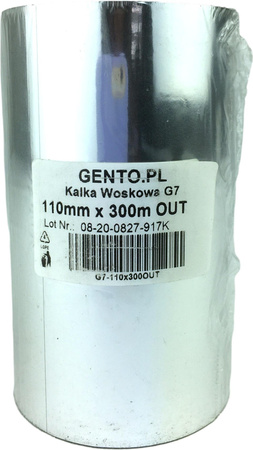 GENTO.PL
Kalka Woskowa G7
110mm x 300m OUT
Lot Nr.: 08-20-0827-917K
G7-110x300OUT